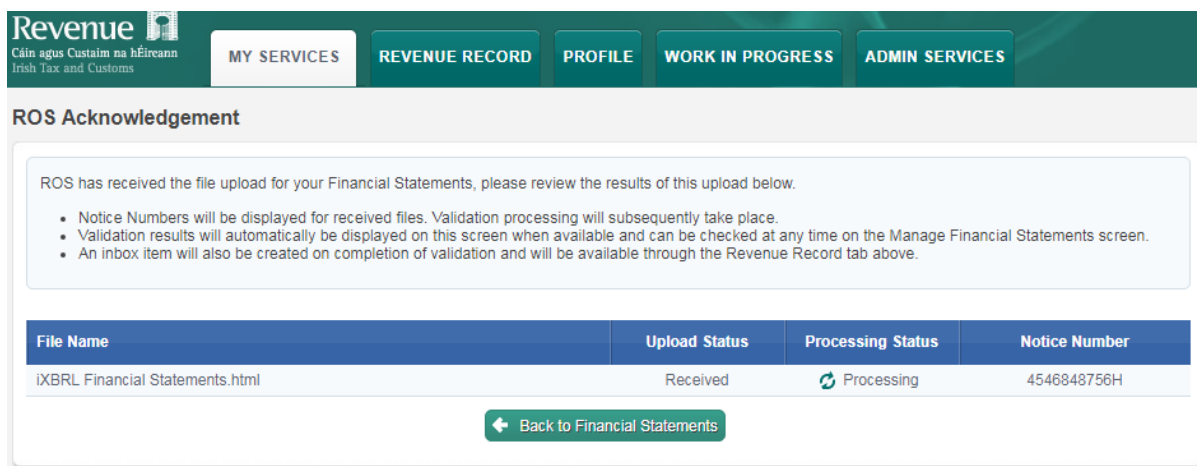 Revenue
Cáin agus Custaim na hÉireann
Irish Tax and Customs
MY SERVICES
REVENUE RECORD
PROFILE
WORK IN PROGRESS
ADMIN SERVICES
ROS Acknowledgement
ROS has received the file upload for your Financial Statements, please review the results of this upload below.
• Notice Numbers will be displayed for received files. Validation processing will subsequently take place.
• Validation results will automatically be displayed on this screen when available and can be checked at any time on the Manage Financial Statements screen.
• An inbox item will also be created on completion of validation and will be available through the Revenue Record tab above.
File Name Upload Status Processing Status Notice Number
iXBRL Financial Statements.html Received Processing 4546848756H
Back to Financial Statements